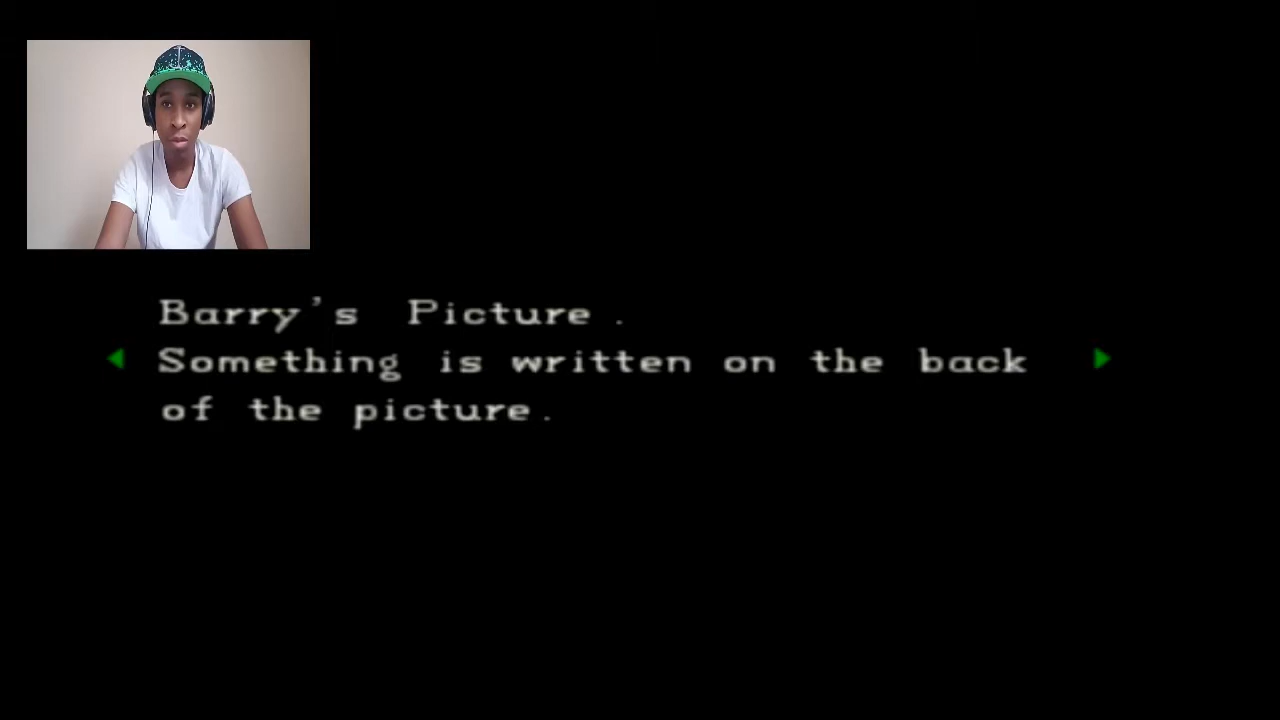 Barry's Picture.
Something is written on the back
of the picture.